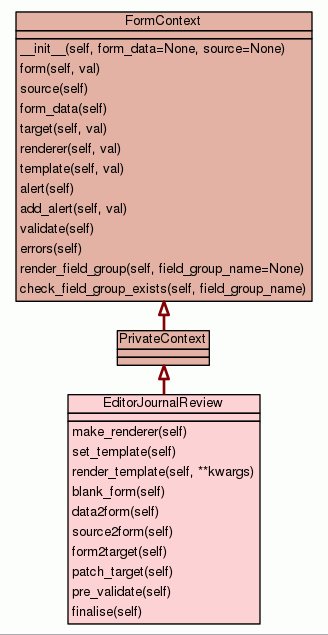 FormContext
__init__(self, form_data=None, source=None)
form(self, val)
source(self)
form_data(self)
target(self, val)
renderer(self, val)
template(self, val)
alert(self)
add_alert(self, val)
validate(self)
errors(self)
render_field_group(self, field_group_name=None)
check_field_group_exists(self, field_group_name)
PrivateContext
EditorJournalReview
make_renderer(self)
set_template(self)
render_template(self, **kwargs)
blank_form(self)
data2form(self)
source2form(self)
form2target(self)
patch_target(self)
pre_validate(self)
finalise(self)